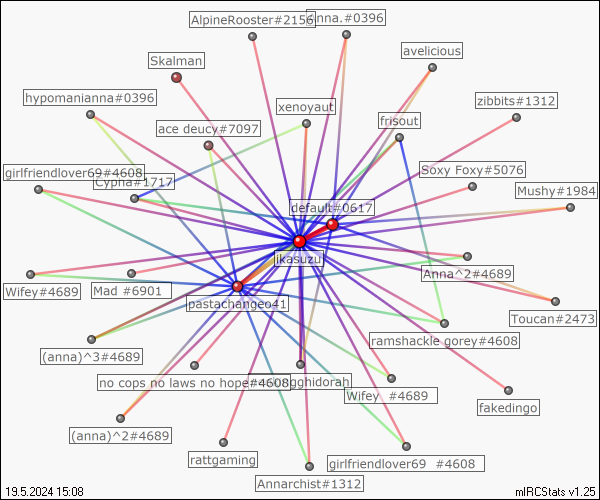 AlpineRooster#2156
anna.#0396
avelicious
Skalman
hypomanianna#0396
xenoyaut
zibbits#1312
ace deucy#7097
frisout
girlfriendlover69#4608
Cypha#1717
Soxy Foxy#5076
Mushy#1984
default#0617
jkasuzu
Anna^2#4689
Wifey#4689
Mad #6901
pastachangeo41
Toucan#2473
(anna)^3#4689
ramshackle gorey#4608
no cops no laws no hope#4608
gghidorah
Wifey #4689
fakedingo
(anna)^2#4689
rattgaming
girlfriendlover69 #4608
Annarchist#1312
19.5.2024 15:08
mIRCStats v1.25